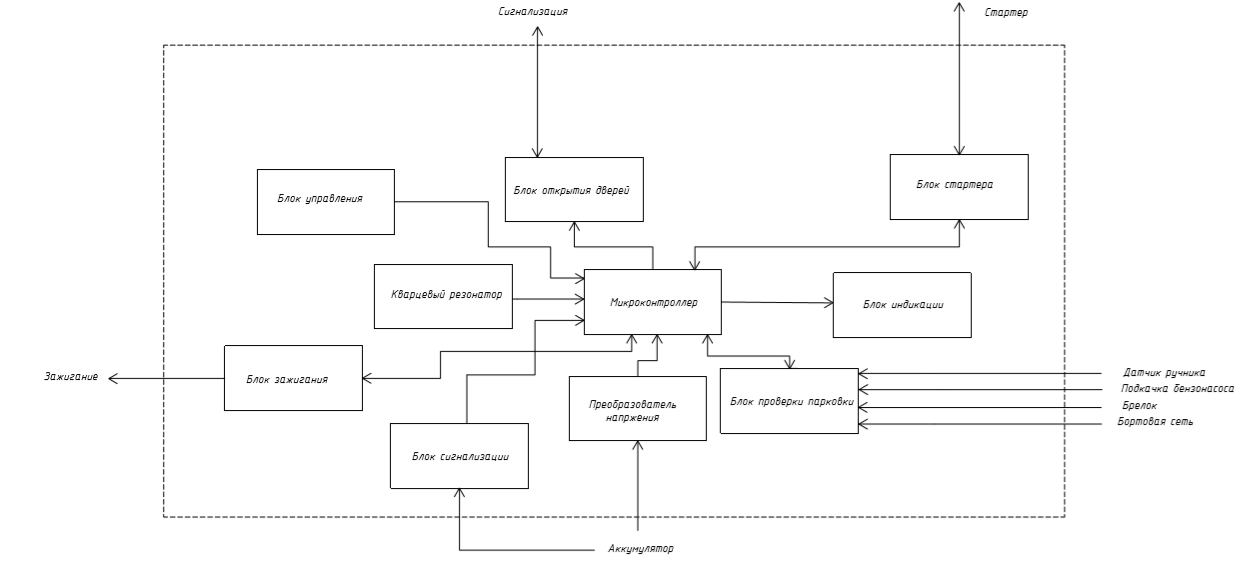 Сигнализация
Стартер
Блок управления
Блок открытия дверей
Блок стартера
Кварцевый резонатор
Микроконтроллер
Блок индикации
Зажигание
Блок зажигания
Преобразователь
напржения
Блок проверки парковки
Датчик ручника
Подкачка бензонасоса
Брелок
Бортовая сеть
Блок сигнализации
Аккумулятор